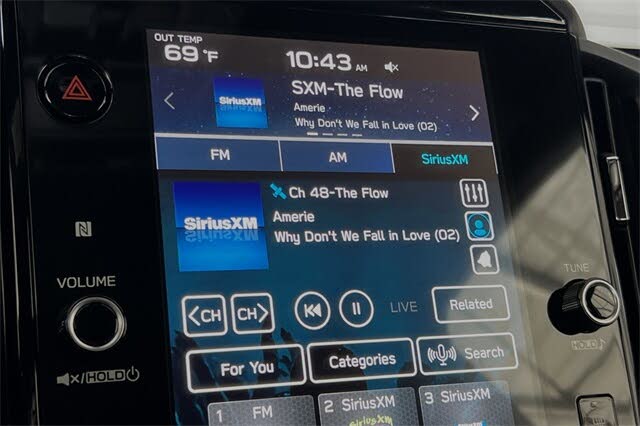 OUT TEMP
69 °F
10:43 AM
SXM-The Flow
Amerie
Why Don't We Fall in Love (02)
SiriusXM
FM
AM
SiriusXM
Ch 48-The Flow
Amerie
Why Don't We Fall in Love (02)
SiriusXM
VOLUME
TUNE
<CH
CH>
LIVE
Related
HOLD
For You
Categories
Search
/HOLD
1 FM
2 SiriusXM
3 SiriusXM